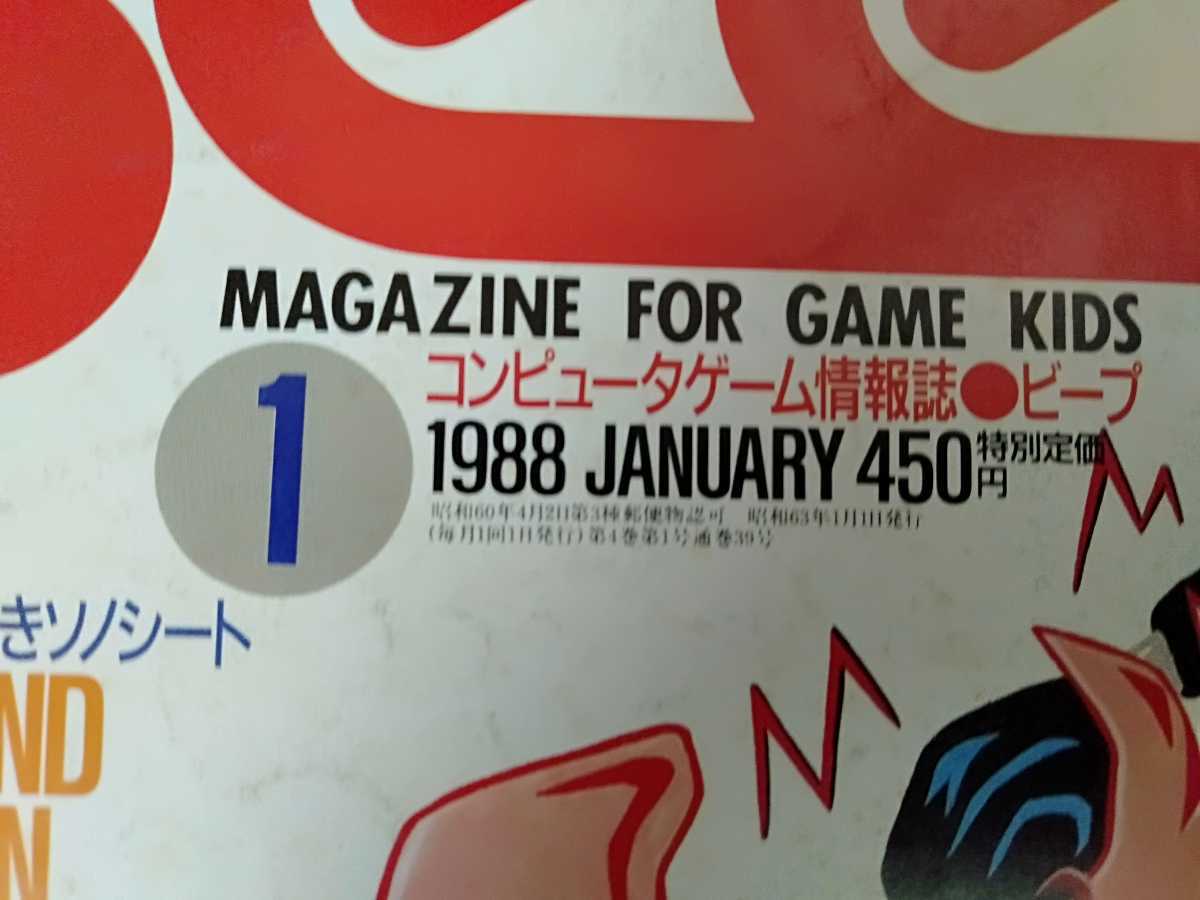 MAGAZINE FOR GAME KIDS
コンピュータゲーム情報誌●ビープ
1
1988 JANUARY 450円 特別定価
昭和60年4月2日第3種郵便物認可 昭和63年1月1日発行
(毎月1回1日発行)第4巻第1号通巻39号
きソノシート
ND
N